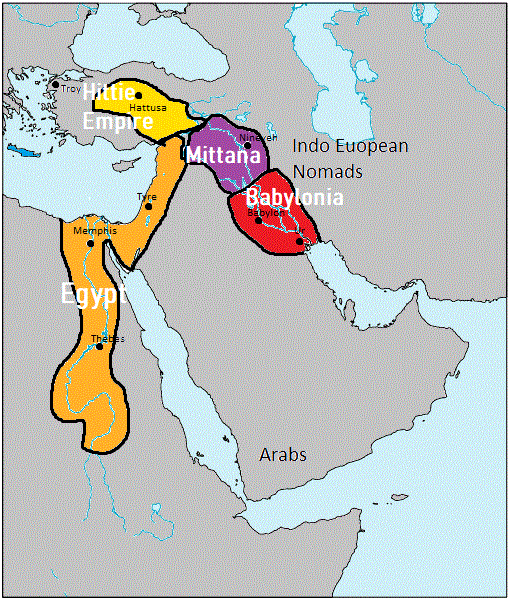 Troy
Hittie
Empire
Hattusa
Nineveh
Mittana
Indo Euopean
Nomads
Tyre
Babylonia
Babylon
Memphis
Egypt
Thebes
Arabs